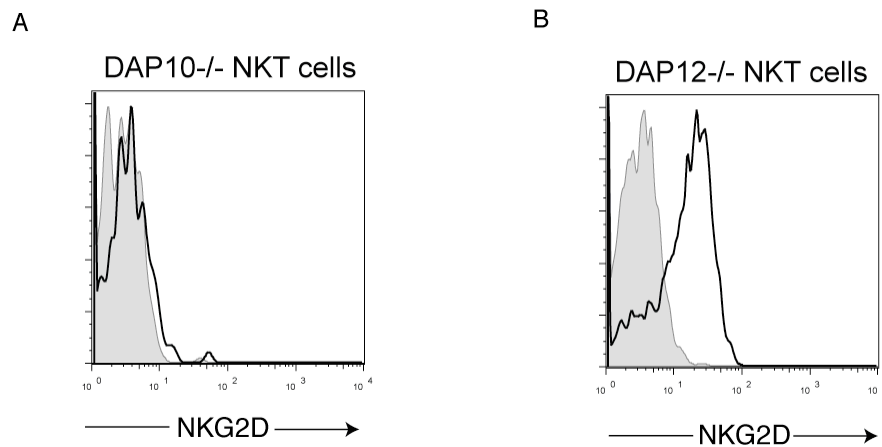 A
DAP10-/- NKT cells
10 0 10 1 10 2 10 3 10 4
NKG2D
B
DAP12-/- NKT cells
10 0 10 1 10 2 10 3 10
NKG2D